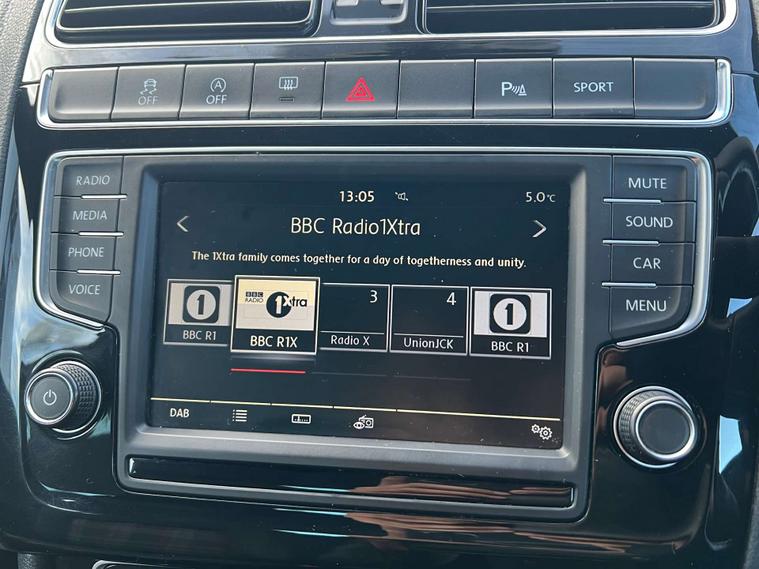 OFF
A
OFF
P
SPORT
RADIO
MEDIA
PHONE
VOICE
MUTE
SOUND
CAR
MENU
13:05
5.0°C
< BBC Radio1Xtra >
The 1Xtra family comes together for a day of togetherness and unity.
1
BBC R1
BBC RADIO 1Xtra
BBC R1X
3
Radio X
4
UnionJCK
1
BBC R1
DAB